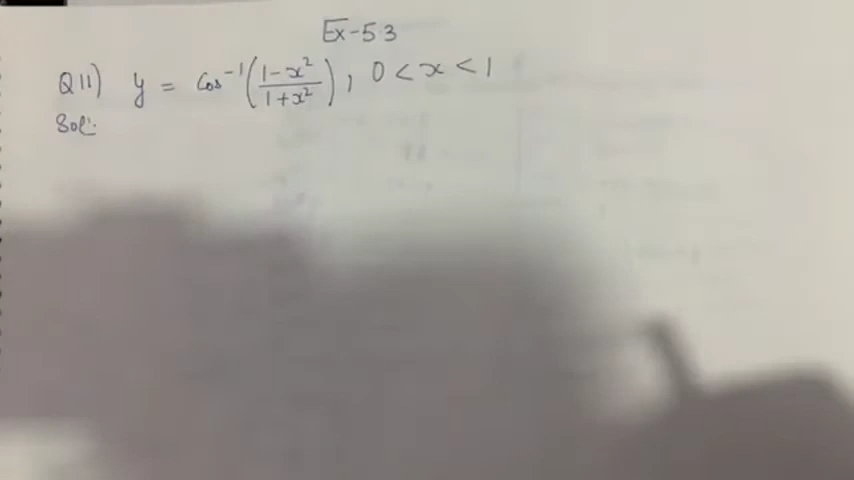 Ex-5.3
Q11) y = Cos⁻¹((1-x²)/(1+x²)), 0 < x < 1
Sol: